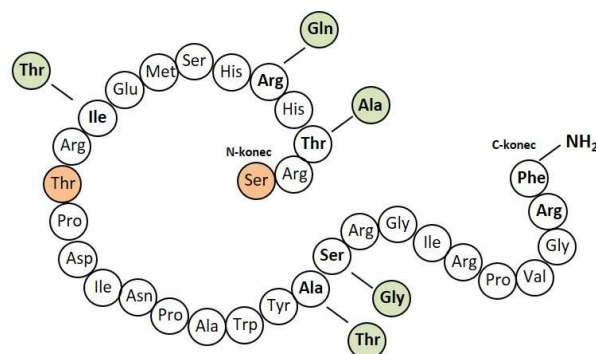 N-konec
Ser
Arg
Thr
Ala
His
Arg
Gln
His
Ser
Met
Glu
Ile
Thr
Arg
Thr
Pro
Asp
Ile
Asn
Pro
Ala
Trp
Tyr
Ala
Thr
Ser
Gly
Arg
Gly
Ile
Arg
Pro
Val
Gly
Arg
Phe
C-konec
NH₂